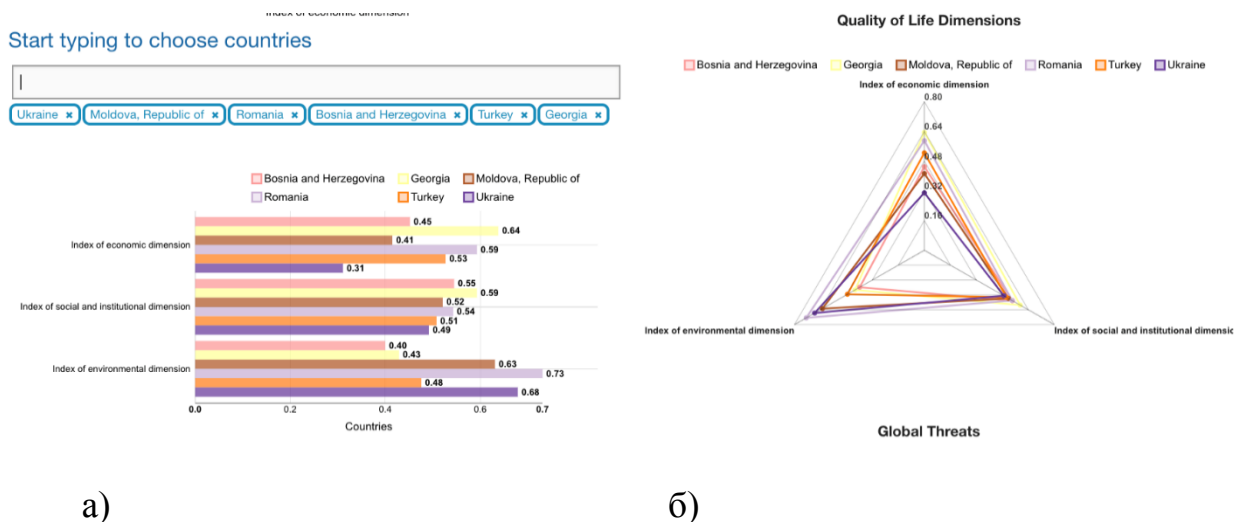 Index of economic dimension
Start typing to choose countries
Ukraine × Moldova, Republic of × Romania × Bosnia and Herzegovina × Turkey × Georgia ×
Bosnia and Herzegovina Georgia Moldova, Republic of
Romania Turkey Ukraine
Index of economic dimension
0.45
0.64
0.41
0.59
0.53
0.31
Index of social and institutional dimension
0.55
0.59
0.52
0.54
0.51
0.49
Index of environmental dimension
0.40
0.43
0.63
0.73
0.48
0.68
0.0 0.2 0.4 0.6 0.7
Countries
а)
Quality of Life Dimensions
Bosnia and Herzegovina Georgia Moldova, Republic of Romania Turkey Ukraine
Index of economic dimension
0.80
0.64
0.48
0.32
0.16
Index of environmental dimension
Index of social and institutional dimensio
Global Threats
б)